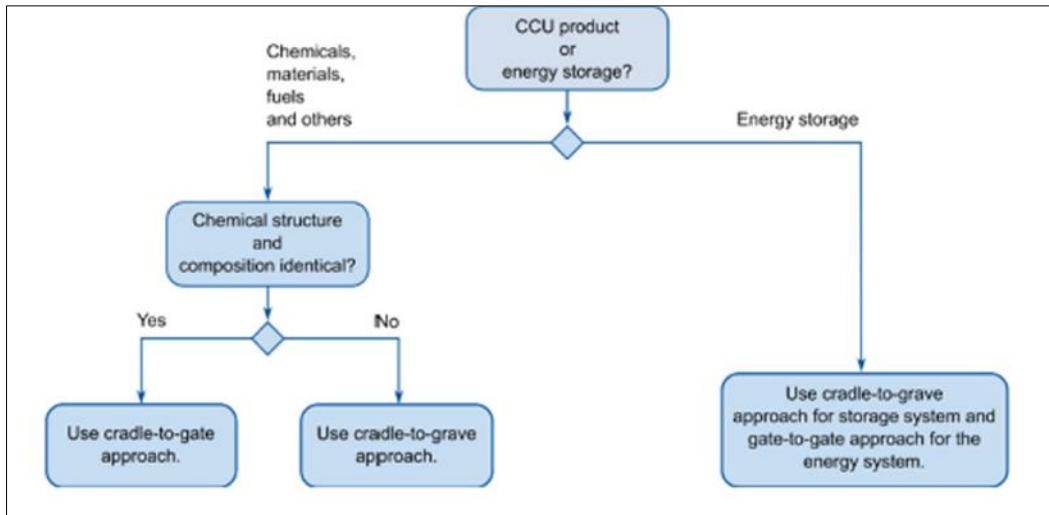 CCU product
or
energy storage?
Chemicals,
materials,
fuels
and others
Energy storage
Chemical structure
and
composition identical?
Yes
No
Use cradle-to-gate
approach.
Use cradle-to-grave
approach.
Use cradle-to-grave
approach for storage system and
gate-to-gate approach for the
energy system.